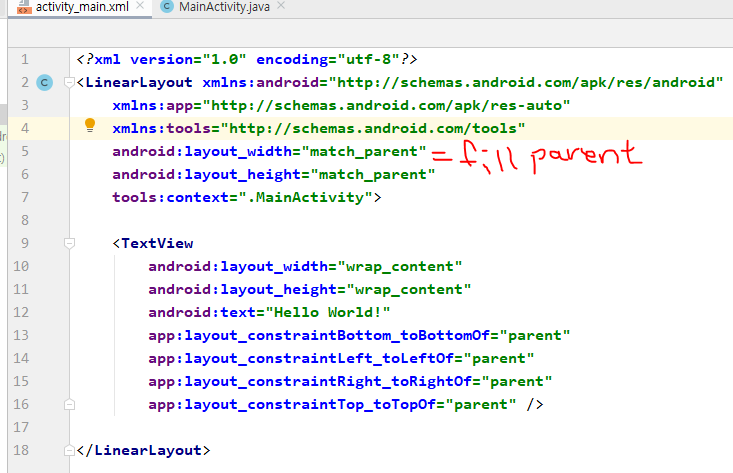 activity_main.xml × MainActivity.java ×
1 <?xml version="1.0" encoding="utf-8"?>
2 <LinearLayout xmlns:android="http://schemas.android.com/apk/res/android"
3 xmlns:app="http://schemas.android.com/apk/res-auto"
4 xmlns:tools="http://schemas.android.com/tools"
5 android:layout_width="match_parent" = fill parent
6 android:layout_height="match_parent"
7 tools:context=".MainActivity">
8
9 <TextView
10 android:layout_width="wrap_content"
11 android:layout_height="wrap_content"
12 android:text="Hello World!"
13 app:layout_constraintBottom_toBottomOf="parent"
14 app:layout_constraintLeft_toLeftOf="parent"
15 app:layout_constraintRight_toRightOf="parent"
16 app:layout_constraintTop_toTopOf="parent" />
17
18 </LinearLayout>